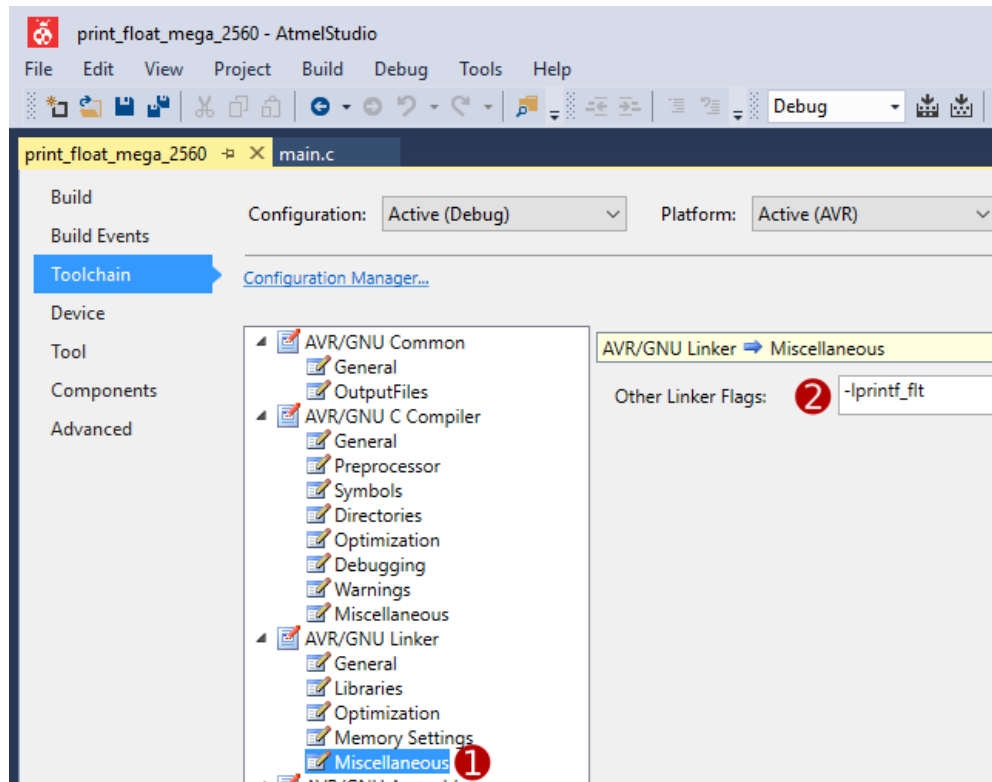 print_float_mega_2560 - AtmelStudio
File Edit View Project Build Debug Tools Help
Debug
print_float_mega_2560 main.c
Build
Build Events
Toolchain
Device
Tool
Components
Advanced
Configuration: Active (Debug) Platform: Active (AVR)
Configuration Manager...
AVR/GNU Common
General
OutputFiles
AVR/GNU C Compiler
General
Preprocessor
Symbols
Directories
Optimization
Debugging
Warnings
Miscellaneous
AVR/GNU Linker
General
Libraries
Optimization
Memory Settings
Miscellaneous 1
AVR/GNU Linker Miscellaneous
Other Linker Flags: 2 -lprintf_flt